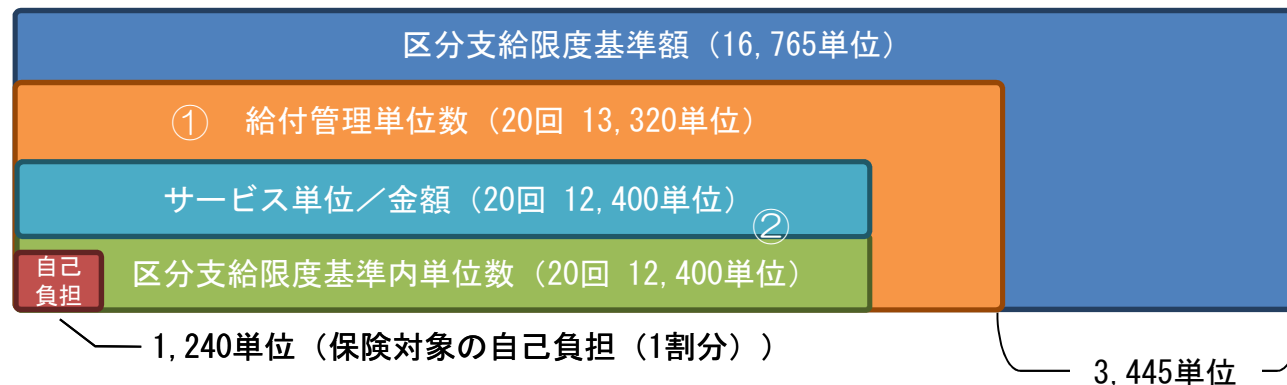 区分支給限度基準額（16,765単位）
① 給付管理単位数（20回 13,320単位）
サービス単位／金額（20回 12,400単位）
②
自己
負担
区分支給限度基準内単位数（20回 12,400単位）
1,240単位（保険対象の自己負担（1割分））
3,445単位